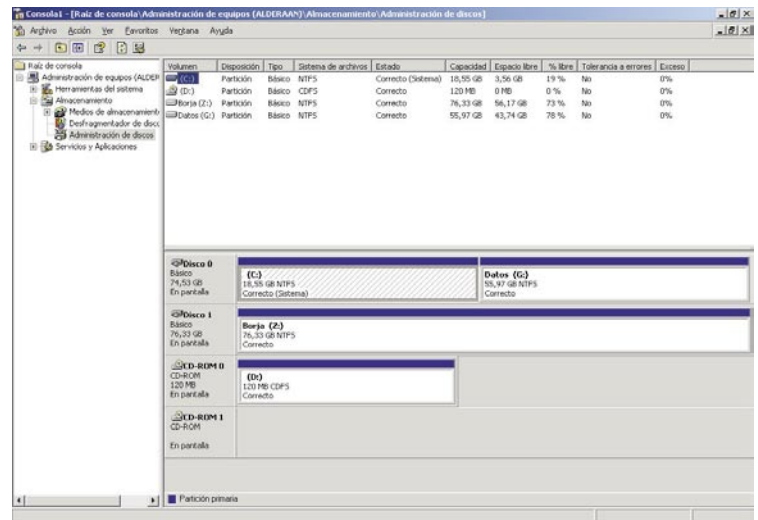 Consola1 - [Raíz de consola\Administración de equipos (ALDERAAN)\Almacenamiento\Administración de discos]
Archivo Acción Ver Favoritos Ventana Ayuda
Raíz de consola
Administración de equipos (ALDER
Herramientas del sistema
Almacenamiento
Medios de almacenamient
Desfragmentador de disco
Administración de discos
Servicios y Aplicaciones
Volumen Disposición Tipo Sistema de archivos Estado Capacidad Espacio libre % libre Tolerancia a errores Exceso
(C:) Partición Básico NTFS Correcto (Sistema) 18,55 GB 3,56 GB 19 % No 0%
(D:) Partición Básico CDFS Correcto 120 MB 0 MB 0 % No 0%
Borja (Z:) Partición Básico NTFS Correcto 76,33 GB 56,17 GB 73 % No 0%
Datos (G:) Partición Básico NTFS Correcto 55,97 GB 43,74 GB 78 % No 0%
Disco 0
Básico
74,53 GB
En pantalla
(C:)
18,55 GB NTFS
Correcto (Sistema)
Datos (G:)
55,97 GB NTFS
Correcto
Disco 1
Básico
76,33 GB
En pantalla
Borja (Z:)
76,33 GB NTFS
Correcto
CD-ROM 0
CD-ROM
120 MB
En pantalla
(D:)
120 MB CDFS
Correcto
CD-ROM 1
CD-ROM
En pantalla
Partición primaria